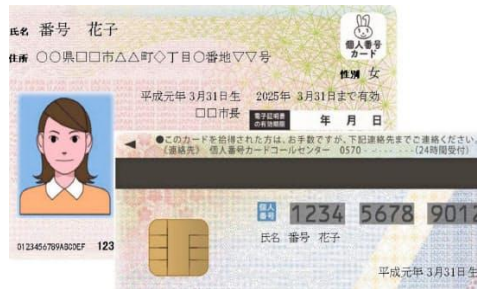 氏名 番号 花子
個人番号
カード
住所 〇〇県□□市△△町◇丁目〇番地▽▽号
性別 女
平成元年 3月31日生 2025年 3月31日まで有効
□□市長
電子証明書
の有効期限
年 月 日
0123456789ABCDEF 123
◀ ●このカードを拾得された方は、お手数ですが、下記連絡先までご連絡ください。
(連絡先) 個人番号カードコールセンター 0570 (24時間受付)
個人
番号
1234 5678 9012
氏名 番号 花子
平成元年 3月31日生